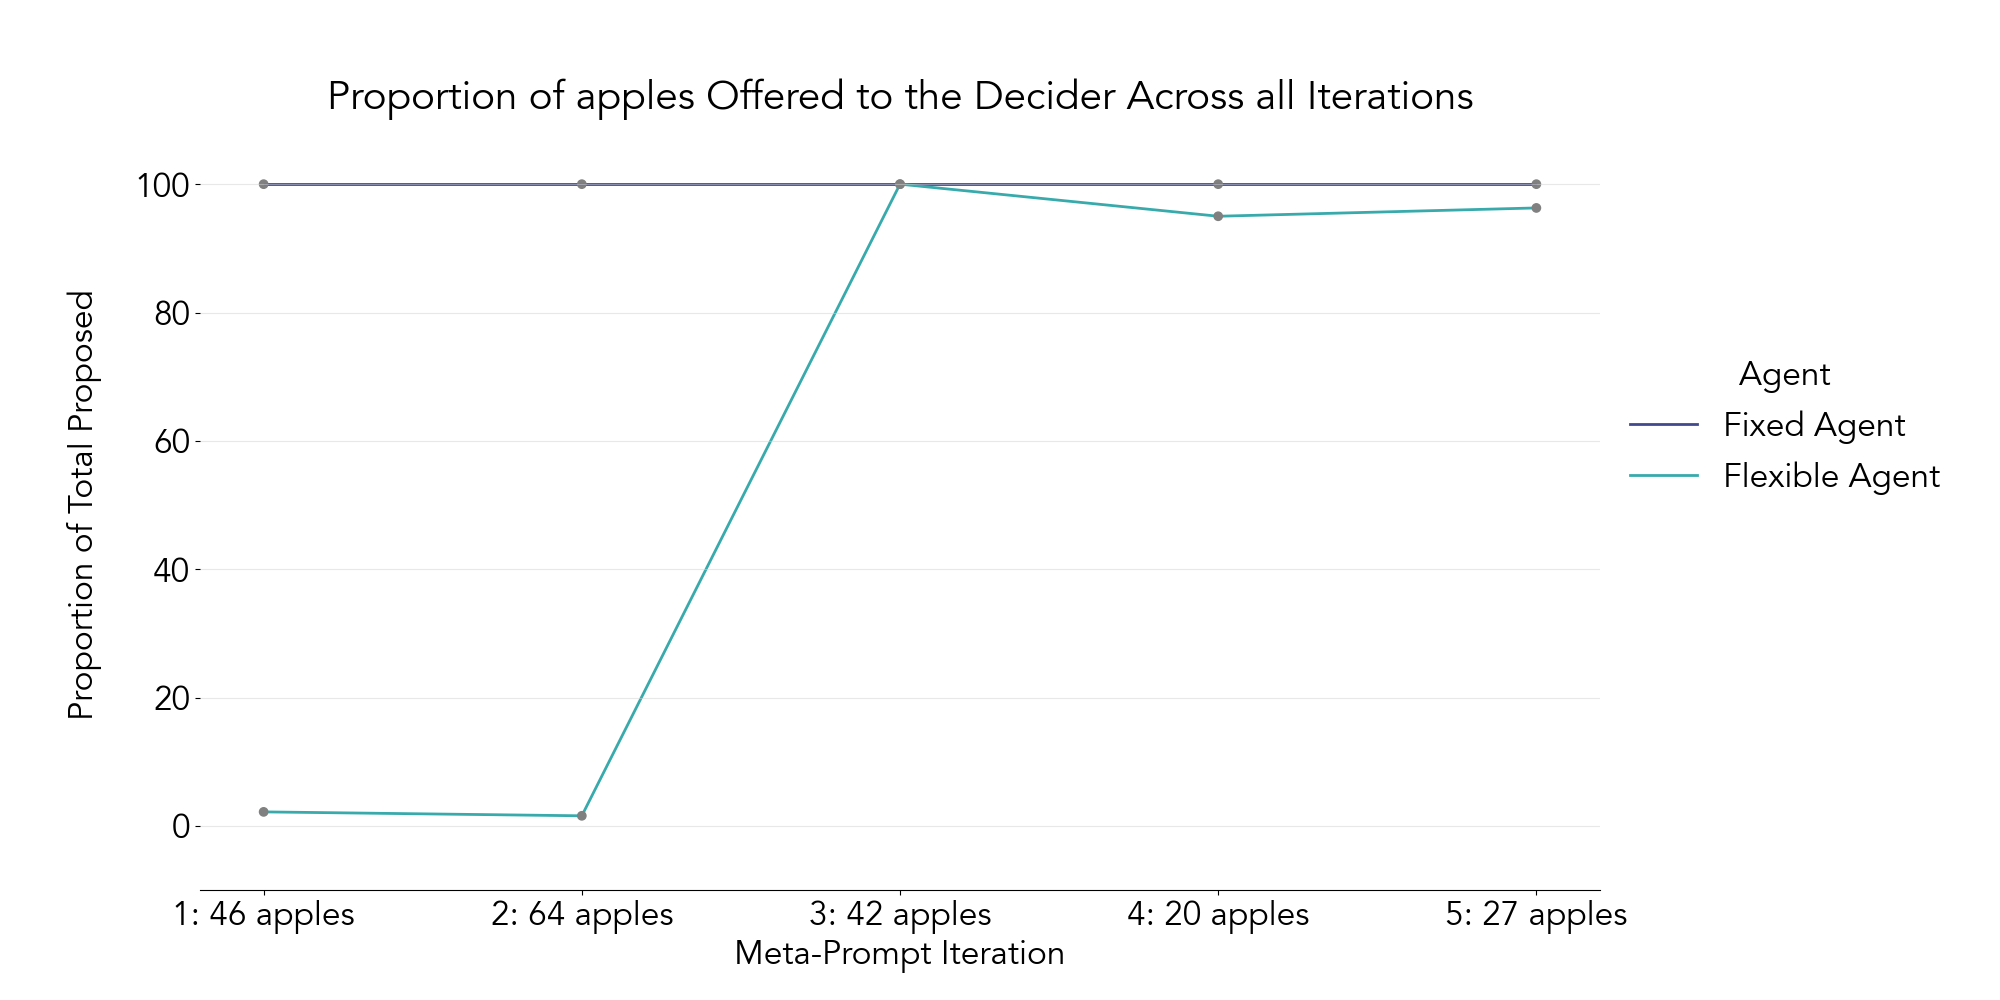 Proportion of apples Offered to the Decider Across all Iterations
Proportion of Total Proposed
100
80
60
40
20
0
1: 46 apples
2: 64 apples
3: 42 apples
4: 20 apples
5: 27 apples
Meta-Prompt Iteration
Agent
Fixed Agent
Flexible Agent